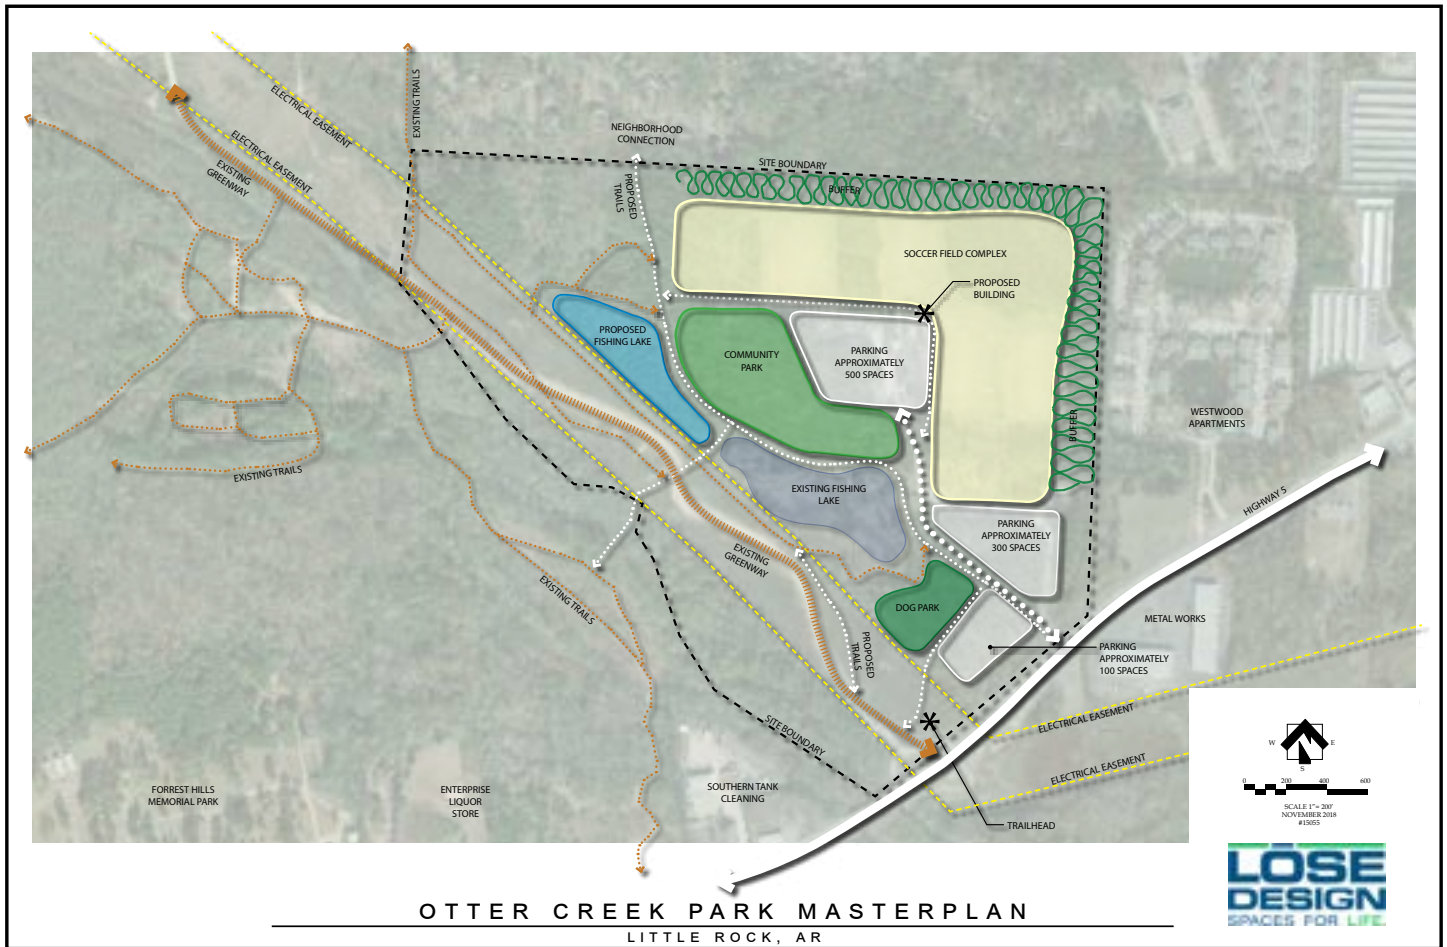 ELECTRICAL EASEMENT
EXISTING TRAILS
ELECTRICAL EASEMENT
EXISTING
GREENWAY
NEIGHBORHOOD
CONNECTION
SITE BOUNDARY
PROPOSED
TRAILS
BUFFER
SOCCER FIELD COMPLEX
PROPOSED
BUILDING
PROPOSED
FISHING LAKE
COMMUNITY
PARK
PARKING
APPROXIMATELY
500 SPACES
BUFFER
WESTWOOD
APARTMENTS
EXISTING TRAILS
EXISTING FISHING
LAKE
HIGHWAY 5
PARKING
APPROXIMATELY
300 SPACES
EXISTING
GREENWAY
EXISTING TRAILS
DOG PARK
METAL WORKS
PROPOSED
TRAILS
PARKING
APPROXIMATELY
100 SPACES
SITE BOUNDARY
ELECTRICAL EASEMENT
ELECTRICAL EASEMENT
FORREST HILLS
MEMORIAL PARK
ENTERPRISE
LIQUOR
STORE
SOUTHERN TANK
CLEANING
TRAILHEAD
W E
S
0 200 400 600
SCALE 1"= 200'
NOVEMBER 2018
#15055
LOSE
DESIGN
SPACES FOR LIFE.
OTTER CREEK PARK MASTERPLAN
LITTLE ROCK, AR